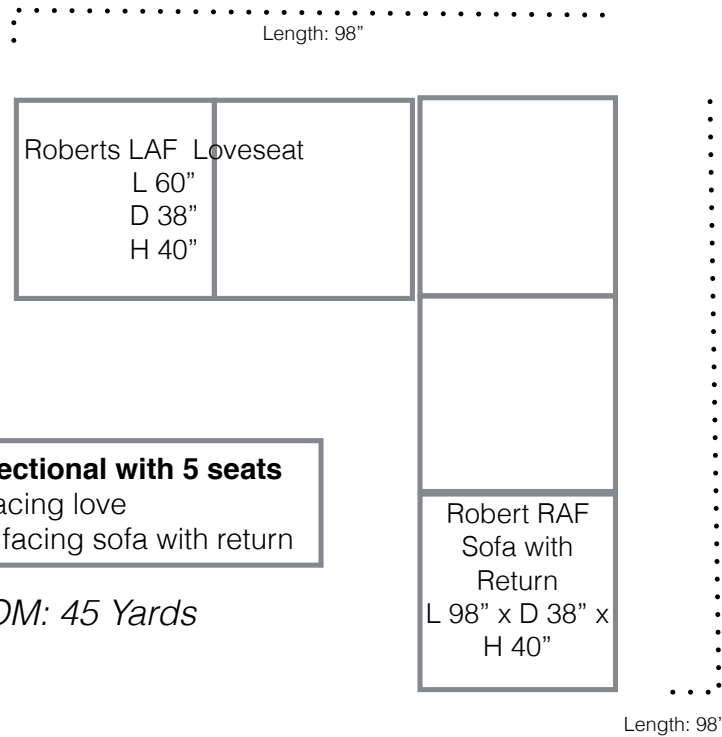 Length: 98”
Roberts LAF  Loveseat
L 60”
D 38”
H 40”
ectional with 5 seats
acing love
facing sofa with return
OM: 45 Yards
Robert RAF
Sofa with
Return
L 98” x D 38” x
H 40”
Length: 98’